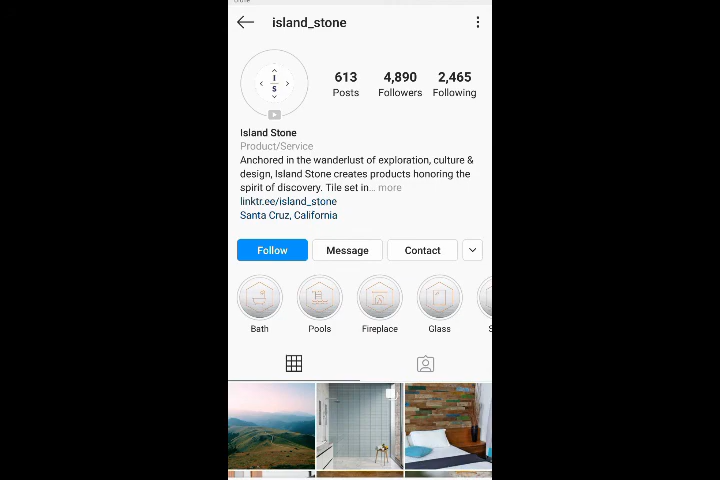 island_stone
I
S
613 4,890 2,465
Posts Followers Following
Island Stone
Product/Service
Anchored in the wanderlust of exploration, culture &
design, Island Stone creates products honoring the
spirit of discovery. Tile set in... more
linktr.ee/island_stone
Santa Cruz, California
Follow Message Contact
Bath Pools Fireplace Glass